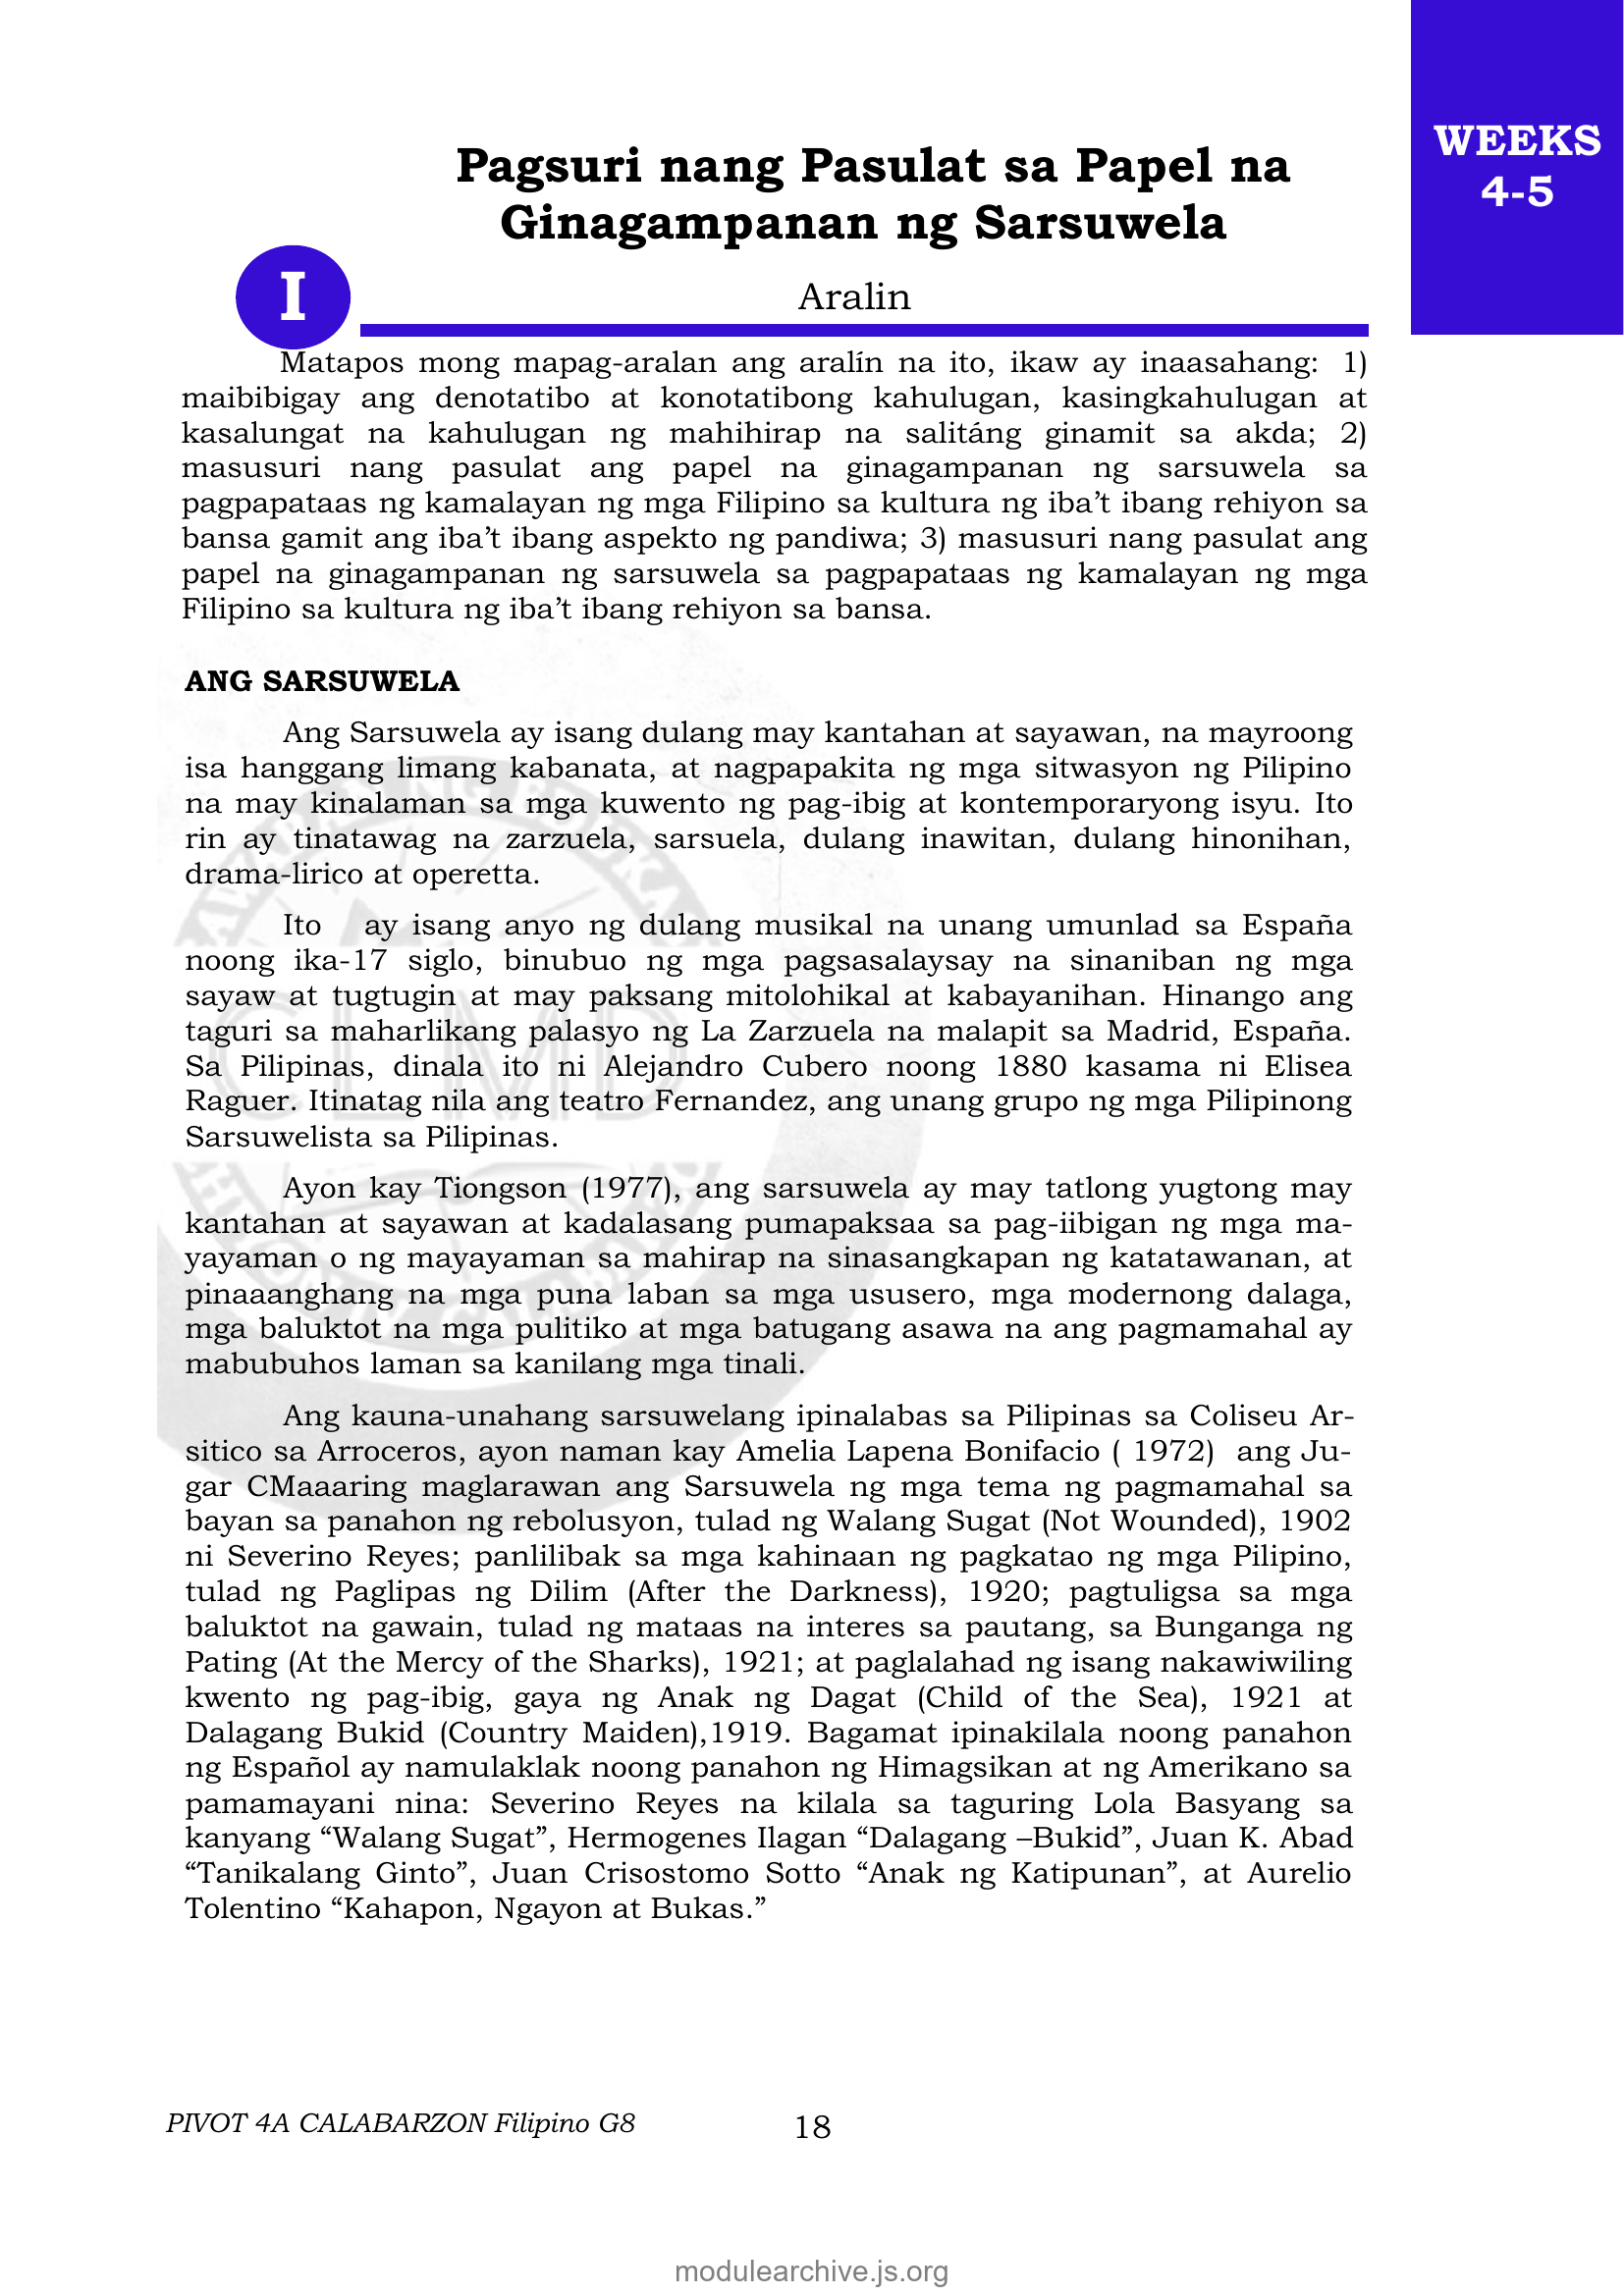 WEEKS
4-5
Pagsuri nang Pasulat sa Papel na
Ginagampanan ng Sarsuwela
I
Aralin
Matapos mong mapag-aralan ang aralín na ito, ikaw ay inaasahang: 1)
maibibigay ang denotatibo at konotatibong kahulugan, kasingkahulugan at
kasalungat na kahulugan ng mahihirap na salitáng ginamit sa akda; 2)
masusuri nang pasulat ang papel na ginagampanan ng sarsuwela sa
pagpapataas ng kamalayan ng mga Filipino sa kultura ng iba’t ibang rehiyon sa
bansa gamit ang iba’t ibang aspekto ng pandiwa; 3) masusuri nang pasulat ang
papel na ginagampanan ng sarsuwela sa pagpapataas ng kamalayan ng mga
Filipino sa kultura ng iba’t ibang rehiyon sa bansa.
ANG SARSUWELA
Ang Sarsuwela ay isang dulang may kantahan at sayawan, na mayroong
isa hanggang limang kabanata, at nagpapakita ng mga sitwasyon ng Pilipino
na may kinalaman sa mga kuwento ng pag-ibig at kontemporaryong isyu. Ito
rin ay tinatawag na zarzuela, sarsuela, dulang inawitan, dulang hinonihan,
drama-lirico at operetta.
Ito ay isang anyo ng dulang musikal na unang umunlad sa España
noong ika-17 siglo, binubuo ng mga pagsasalaysay na sinaniban ng mga
sayaw at tugtugin at may paksang mitolohikal at kabayanihan. Hinango ang
taguri sa maharlikang palasyo ng La Zarzuela na malapit sa Madrid, España.
Sa Pilipinas, dinala ito ni Alejandro Cubero noong 1880 kasama ni Elisea
Raguer. Itinatag nila ang teatro Fernandez, ang unang grupo ng mga Pilipinong
Sarsuwelista sa Pilipinas.
Ayon kay Tiongson (1977), ang sarsuwela ay may tatlong yugtong may
kantahan at sayawan at kadalasang pumapaksaa sa pag-iibigan ng mga ma-
yayaman o ng mayayaman sa mahirap na sinasangkapan ng katatawanan, at
pinaaanghang na mga puna laban sa mga ususero, mga modernong dalaga,
mga baluktot na mga pulitiko at mga batugang asawa na ang pagmamahal ay
mabubuhos laman sa kanilang mga tinali.
Ang kauna-unahang sarsuwelang ipinalabas sa Pilipinas sa Coliseu Ar-
sitico sa Arroceros, ayon naman kay Amelia Lapena Bonifacio ( 1972) ang Ju-
gar CMaaaring maglarawan ang Sarsuwela ng mga tema ng pagmamahal sa
bayan sa panahon ng rebolusyon, tulad ng Walang Sugat (Not Wounded), 1902
ni Severino Reyes; panlilibak sa mga kahinaan ng pagkatao ng mga Pilipino,
tulad ng Paglipas ng Dilim (After the Darkness), 1920; pagtuligsa sa mga
baluktot na gawain, tulad ng mataas na interes sa pautang, sa Bunganga ng
Pating (At the Mercy of the Sharks), 1921; at paglalahad ng isang nakawiwiling
kwento ng pag-ibig, gaya ng Anak ng Dagat (Child of the Sea), 1921 at
Dalagang Bukid (Country Maiden),1919. Bagamat ipinakilala noong panahon
ng Español ay namulaklak noong panahon ng Himagsikan at ng Amerikano sa
pamamayani nina: Severino Reyes na kilala sa taguring Lola Basyang sa
kanyang “Walang Sugat”, Hermogenes Ilagan “Dalagang –Bukid”, Juan K. Abad
“Tanikalang Ginto”, Juan Crisostomo Sotto “Anak ng Katipunan”, at Aurelio
Tolentino “Kahapon, Ngayon at Bukas.”
CLMD
PIVOT 4A CALABARZON Filipino G8
18
modulearchive.js.org